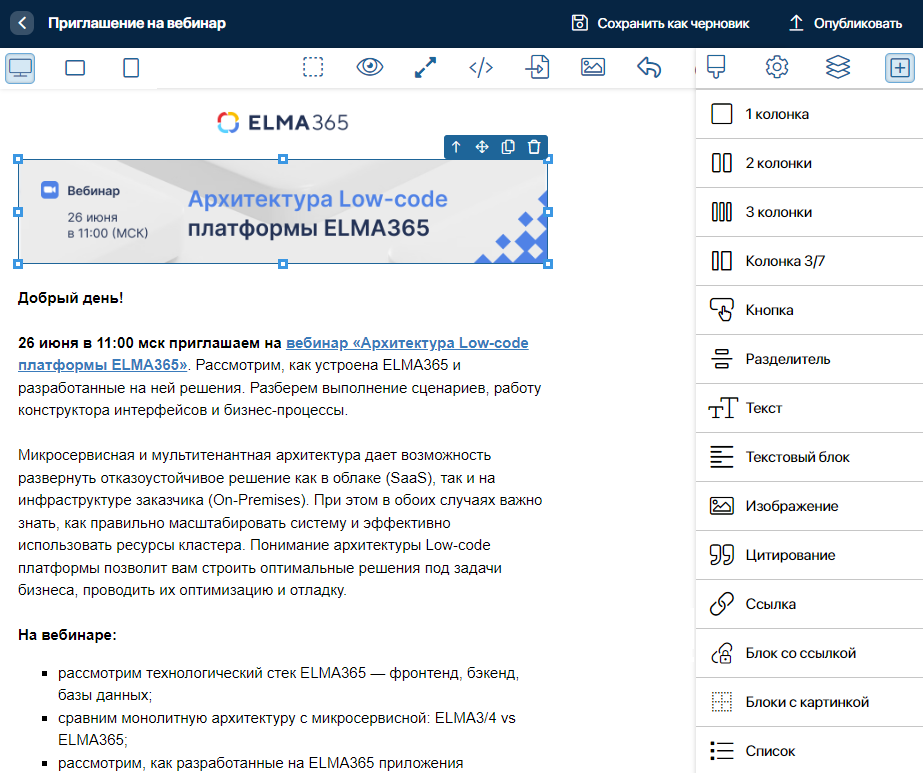 Приглашение на вебинар
Сохранить как черновик
Опубликовать
ELMA365
Вебинар
26 июня
в 11:00 (МСК)
Архитектура Low-code
платформы ELMA365
Добрый день!
26 июня в 11:00 мск приглашаем на вебинар «Архитектура Low-code
платформы ELMA365». Рассмотрим, как устроена ELMA365 и
разработанные на ней решения. Разберем выполнение сценариев, работу
конструктора интерфейсов и бизнес-процессы.
Микросервисная и мультитенантная архитектура дает возможность
развернуть отказоустойчивое решение как в облаке (SaaS), так и на
инфраструктуре заказчика (On-Premises). При этом в обоих случаях важно
знать, как правильно масштабировать систему и эффективно
использовать ресурсы кластера. Понимание архитектуры Low-code
платформы позволит вам строить оптимальные решения под задачи
бизнеса, проводить их оптимизацию и отладку.
На вебинаре:
рассмотрим технологический стек ELMA365 — фронтенд, бэкенд,
базы данных;
сравним монолитную архитектуру с микросервисной: ELMA3/4 vs
ELMA365;
рассмотрим, как разработанные на ELMA365 приложения
1 колонка
2 колонки
3 колонки
Колонка 3/7
Кнопка
Разделитель
Текст
Текстовый блок
Изображение
Цитирование
Ссылка
Блок со ссылкой
Блоки с картинкой
Список